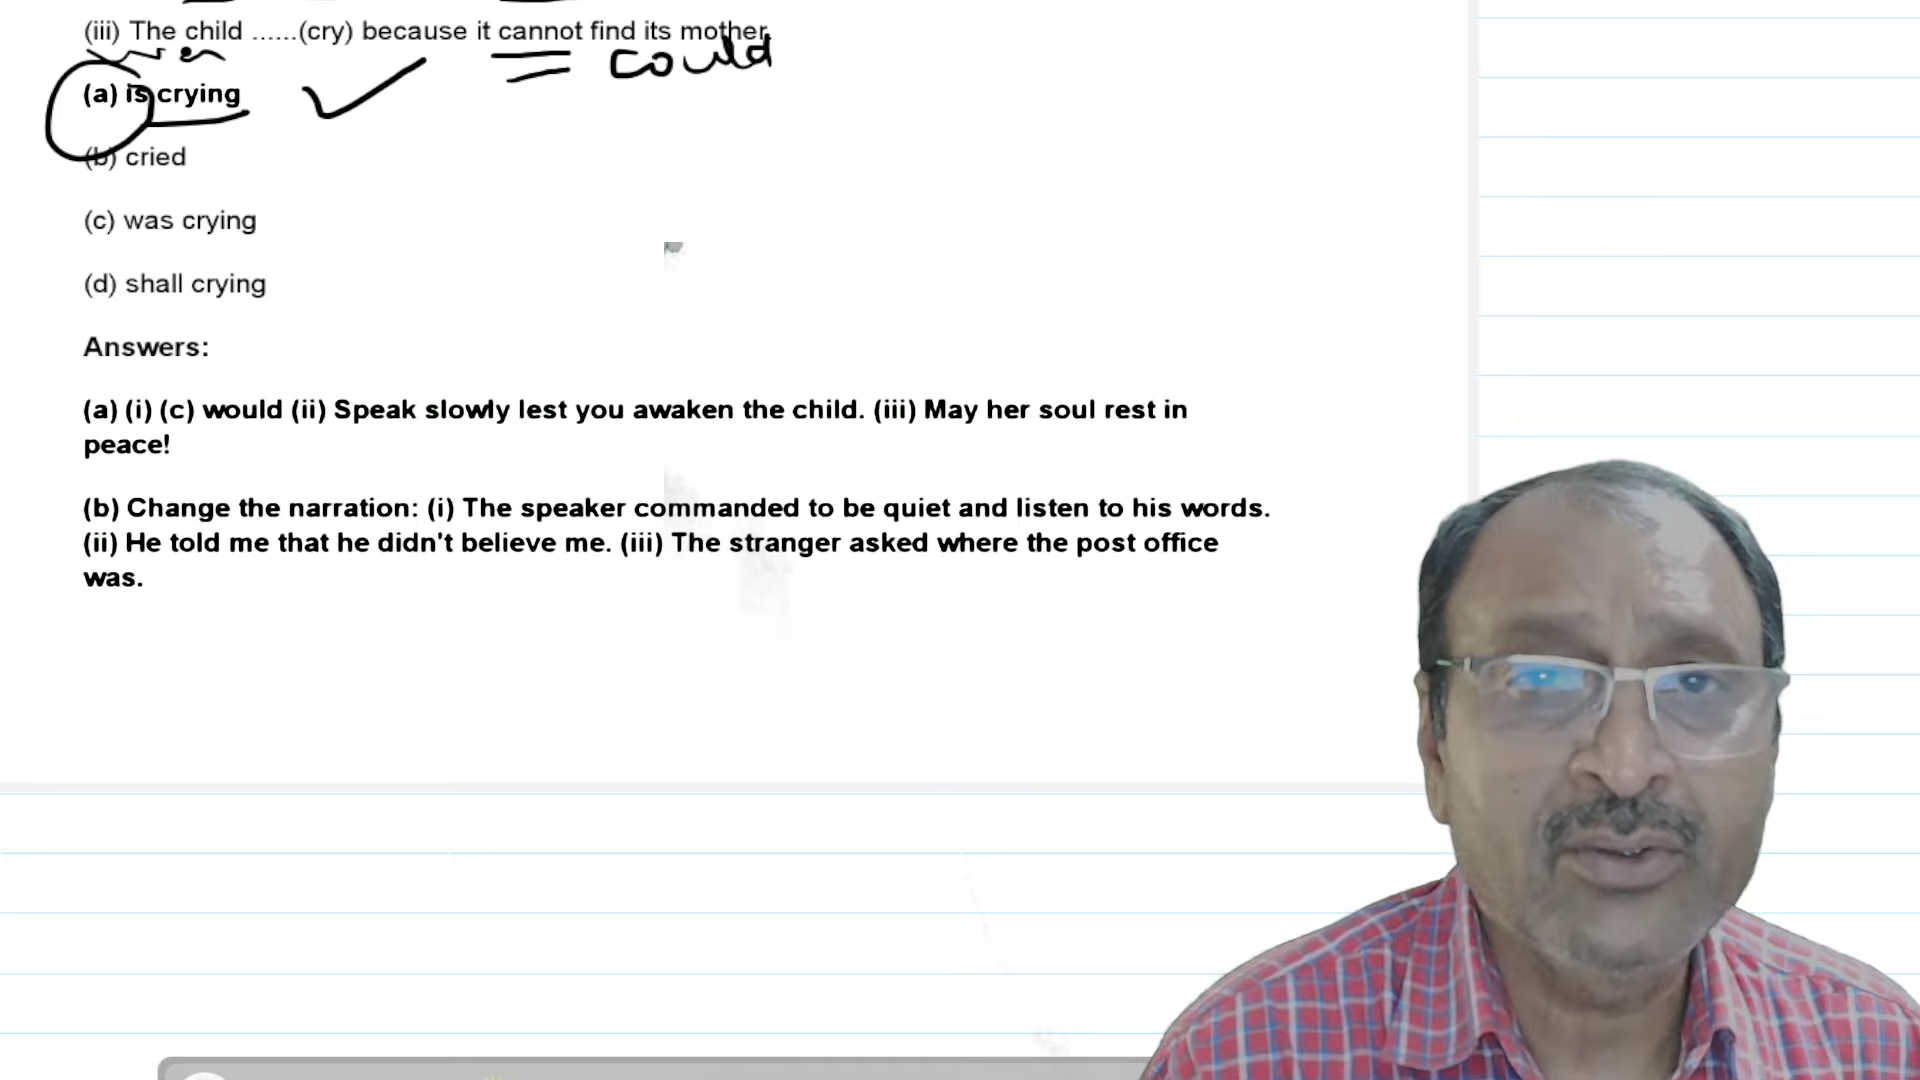 (iii) The child ......(cry) because it cannot find its mother.
could
(a) is crying
(b) cried
(c) was crying
(d) shall crying
Answers:
(a) (i) (c) would (ii) Speak slowly lest you awaken the child. (iii) May her soul rest in
peace!
(b) Change the narration: (i) The speaker commanded to be quiet and listen to his words.
(ii) He told me that he didn't believe me. (iii) The stranger asked where the post office
was.